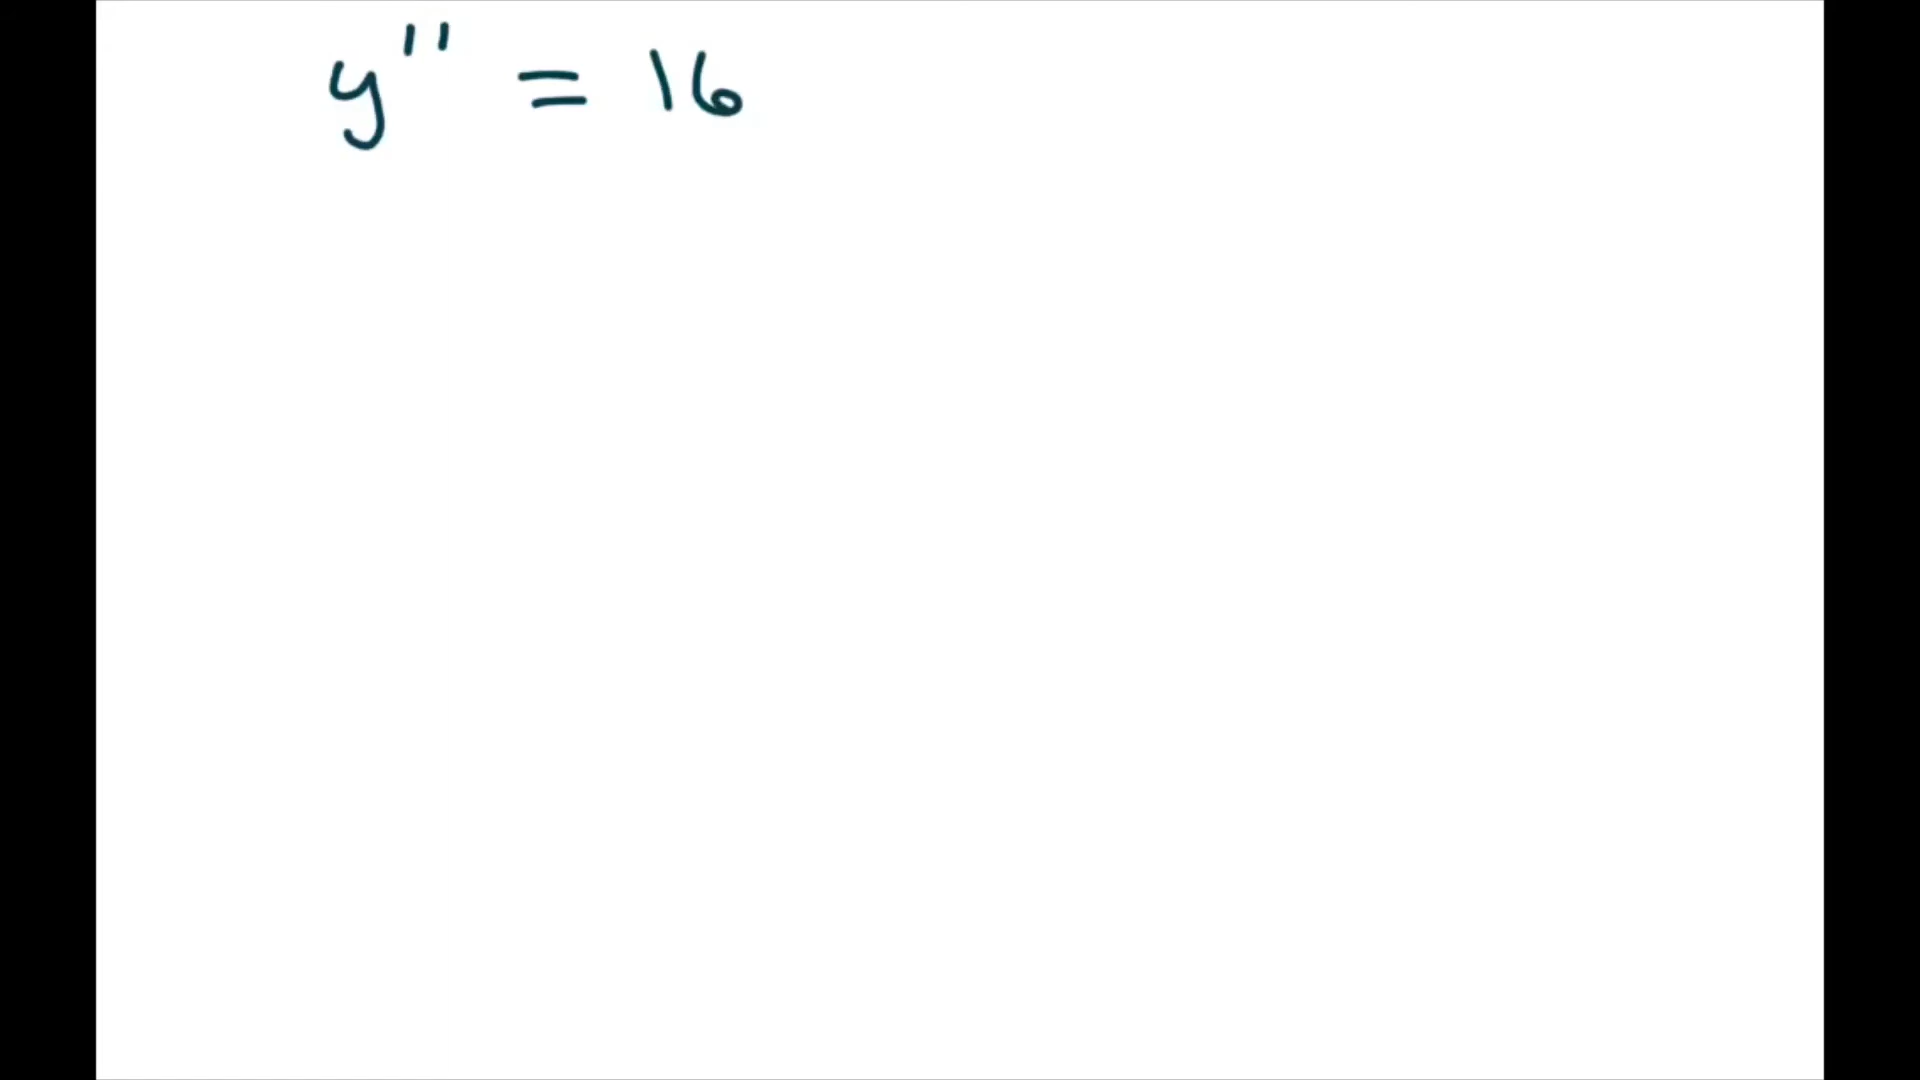 y'' = 16